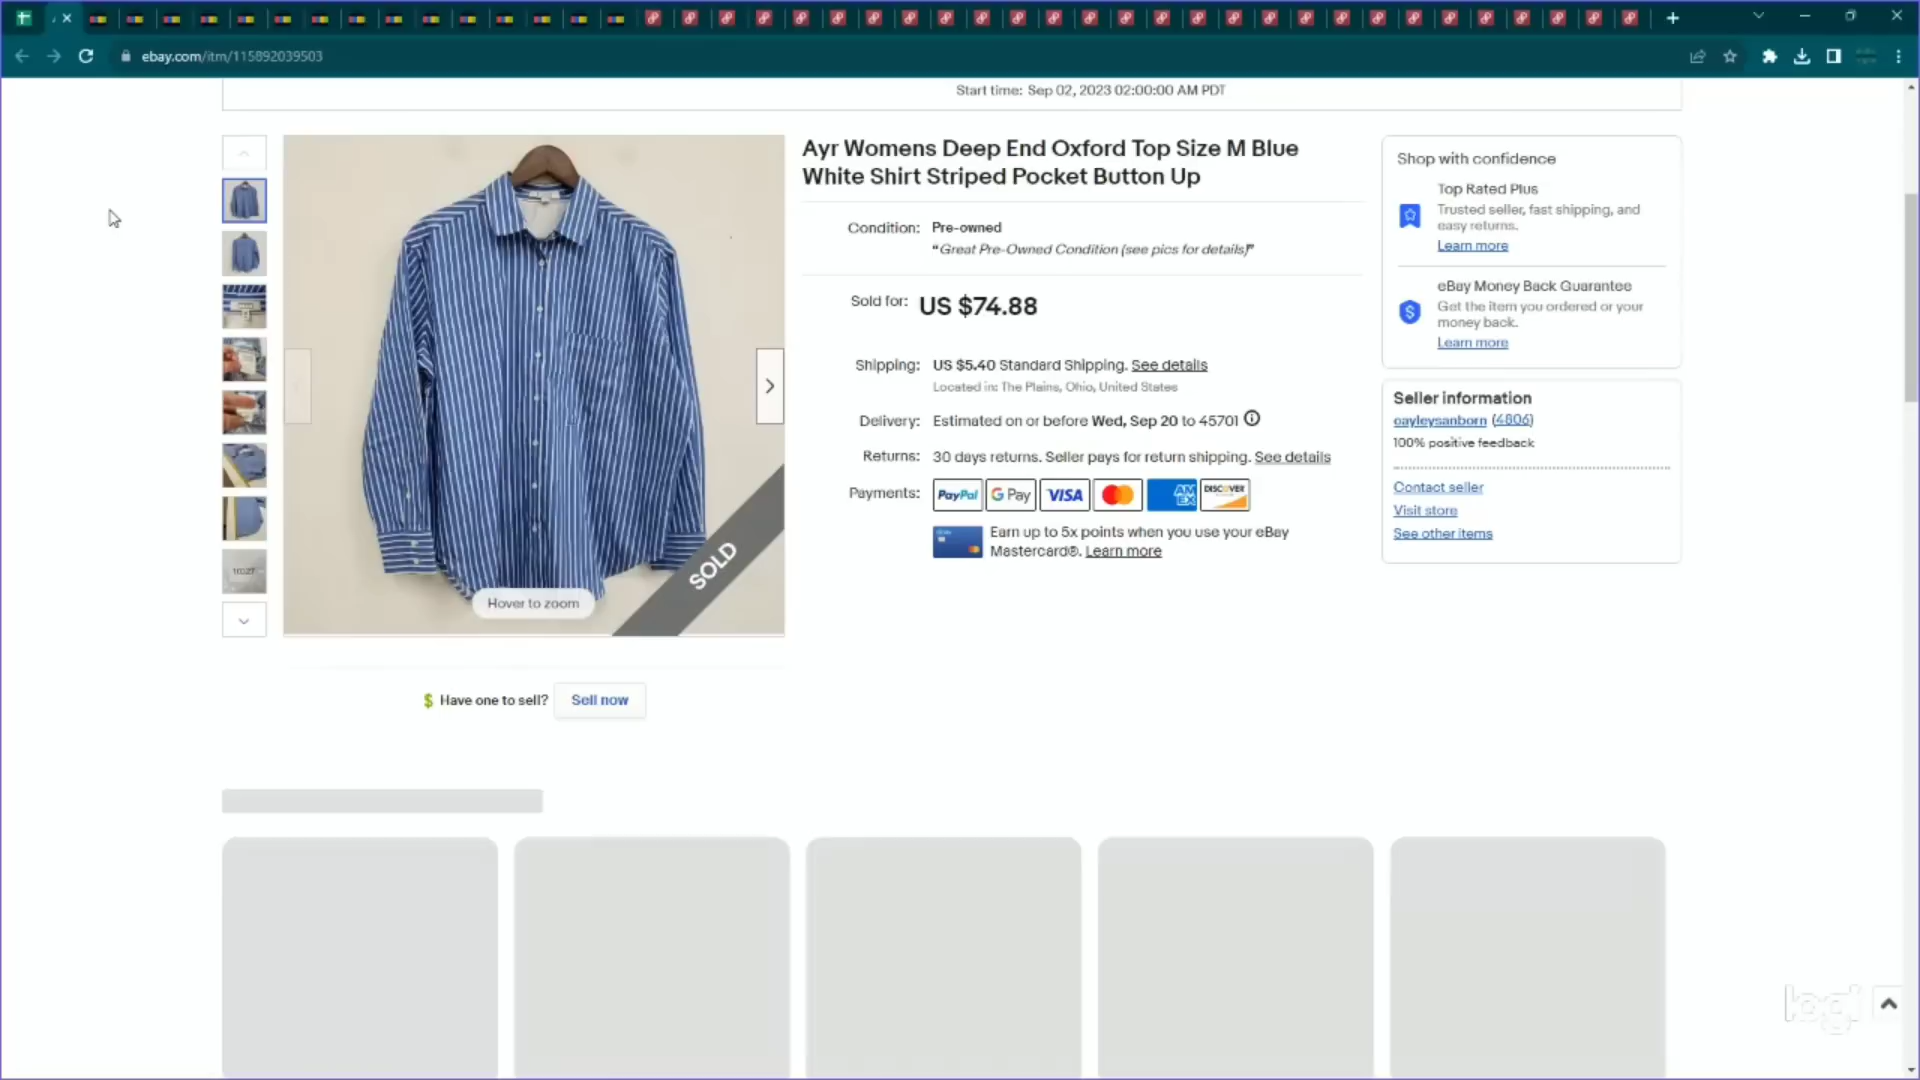 ebay.com/itm/115892039503
Start time: Sep 02, 2023 02:00:00 AM PDT
Ayr Womens Deep End Oxford Top Size M Blue
White Shirt Striped Pocket Button Up
Condition: Pre-owned
“Great Pre-Owned Condition (see pics for details)”
Sold for: US $74.88
Shipping: US $5.40 Standard Shipping. See details
Located in: The Plains, Ohio, United States
Delivery: Estimated on or before Wed, Sep 20 to 45701
Returns: 30 days returns. Seller pays for return shipping. See details
Payments: PayPal G Pay VISA AM EX DISCOVER
Earn up to 5x points when you use your eBay
Mastercard®. Learn more
SOLD
Hover to zoom
Have one to sell? Sell now
Shop with confidence
Top Rated Plus
Trusted seller, fast shipping, and
easy returns.
Learn more
eBay Money Back Guarantee
Get the item you ordered or your
money back.
Learn more
Seller information
cayleysanborn (4806)
100% positive feedback
Contact seller
Visit store
See other items
logi